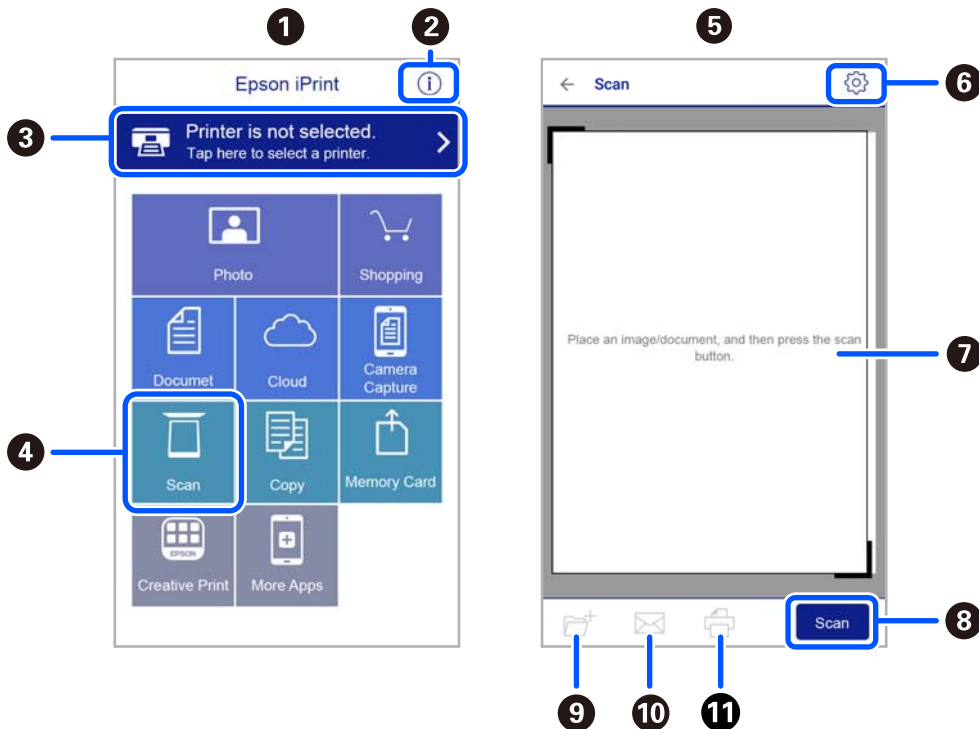 1
2
5
Epson iPrint
i
Scan
6
3
Printer is not selected.
Tap here to select a printer.
Photo
Shopping
Place an image/document, and then press the scan
button.
7
Documet
Cloud
Camera
Capture
4
Scan
Copy
Memory Card
EPSON
Creative Print
More Apps
Scan
8
9
10
11